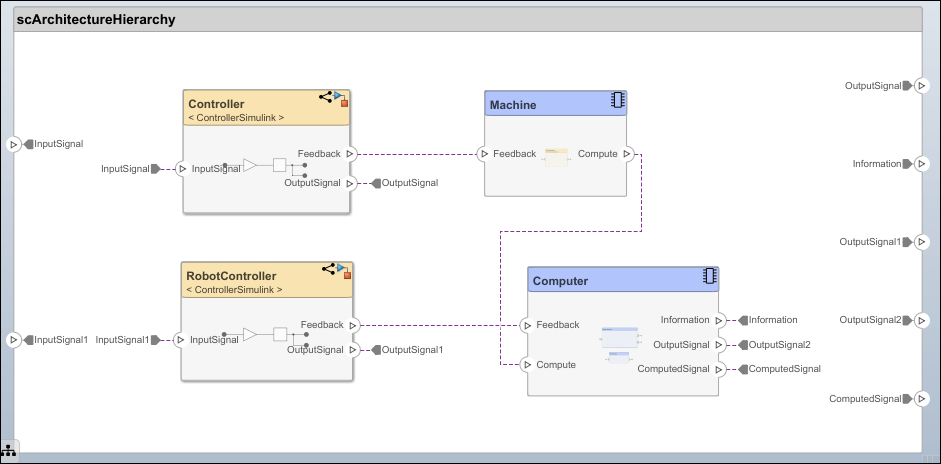 scArchitectureHierarchy
Controller
< ControllerSimulink >
InputSignal
InputSignal
InputSignal
Feedback
OutputSignal
OutputSignal
Machine
Feedback
Compute
OutputSignal
Information
OutputSignal1
OutputSignal2
ComputedSignal
RobotController
< ControllerSimulink >
InputSignal1
InputSignal1
InputSignal
Feedback
OutputSignal
OutputSignal1
Computer
Feedback
Compute
Information
OutputSignal
ComputedSignal
Information
OutputSignal2
ComputedSignal